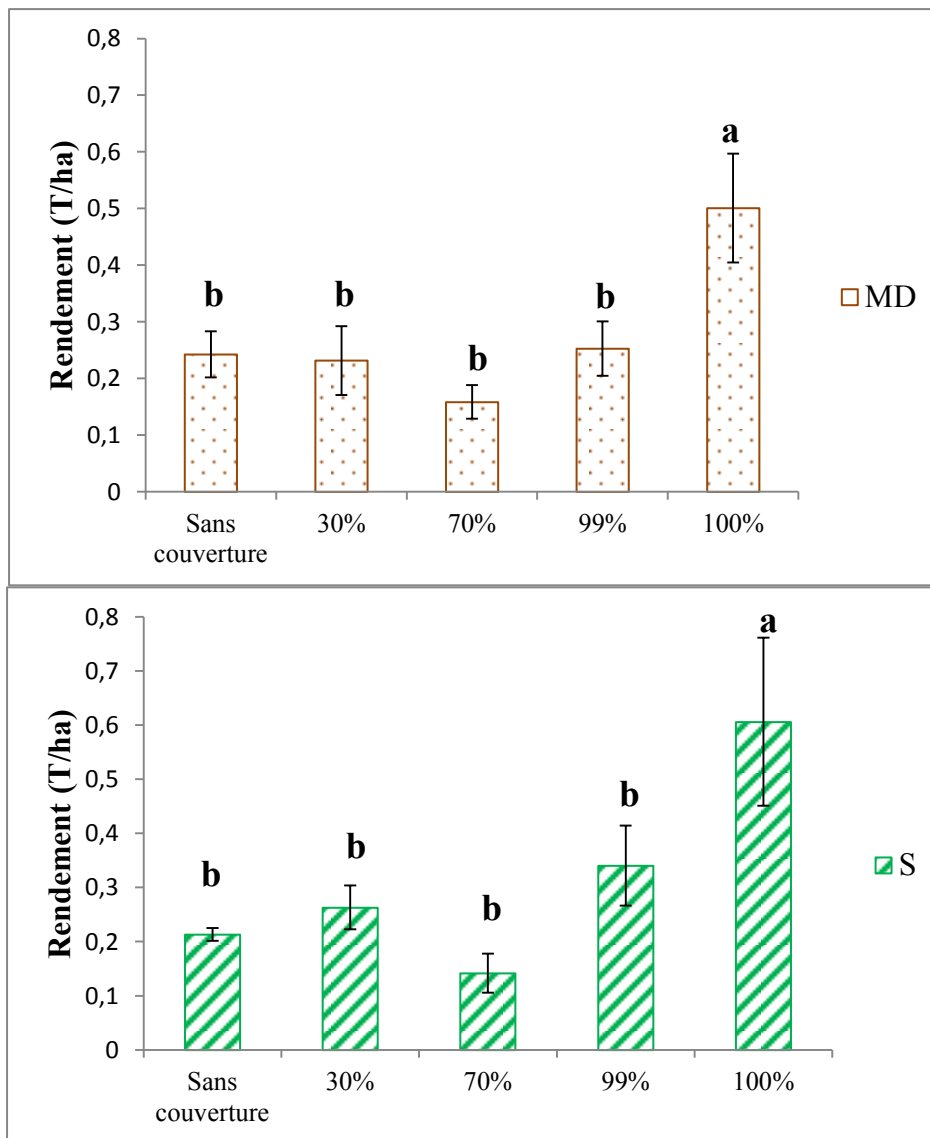 0,8
0,7
0,6
0,5
0,4
0,3
0,2
0,1
0
Rendement (T/ha)
b
b
b
b
a
Sans couverture
30%
70%
99%
100%
MD
0,8
0,7
0,6
0,5
0,4
0,3
0,2
0,1
0
Rendement (T/ha)
b
b
b
b
a
Sans couverture
30%
70%
99%
100%
S